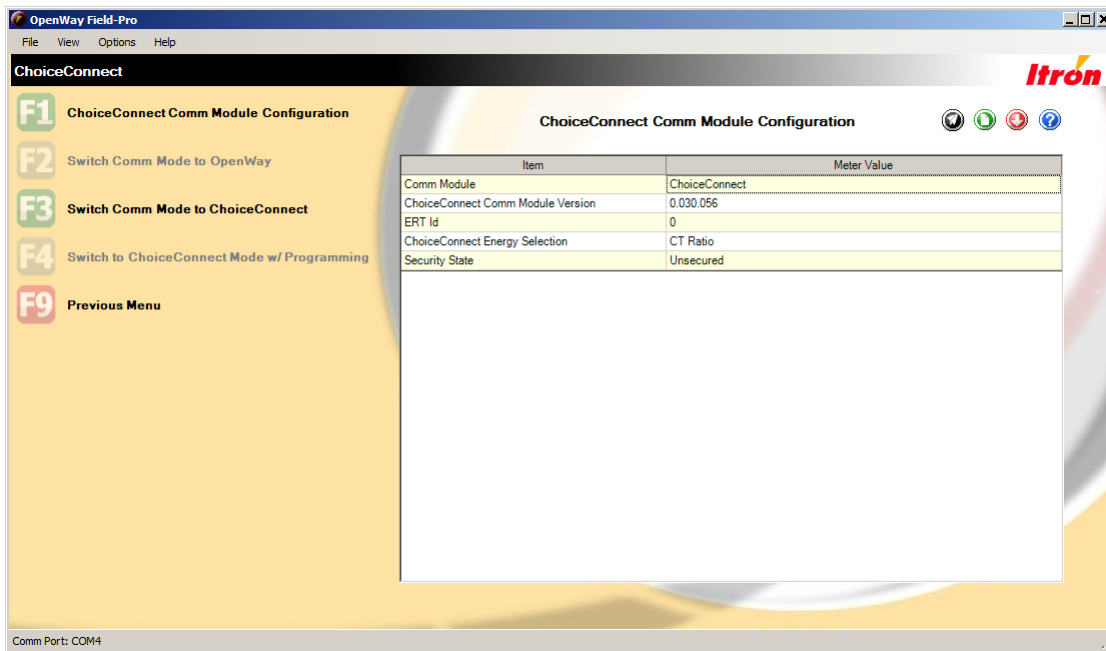 OpenWay Field-Pro
File View Options Help
ChoiceConnect
Itrón
F1 ChoiceConnect Comm Module Configuration
F2 Switch Comm Mode to OpenWay
F3 Switch Comm Mode to ChoiceConnect
F4 Switch to ChoiceConnect Mode w/ Programming
F9 Previous Menu
ChoiceConnect Comm Module Configuration
?
Item Meter Value
Comm Module ChoiceConnect
ChoiceConnect Comm Module Version 0.030.056
ERT Id 0
ChoiceConnect Energy Selection CT Ratio
Security State Unsecured
Comm Port: COM4